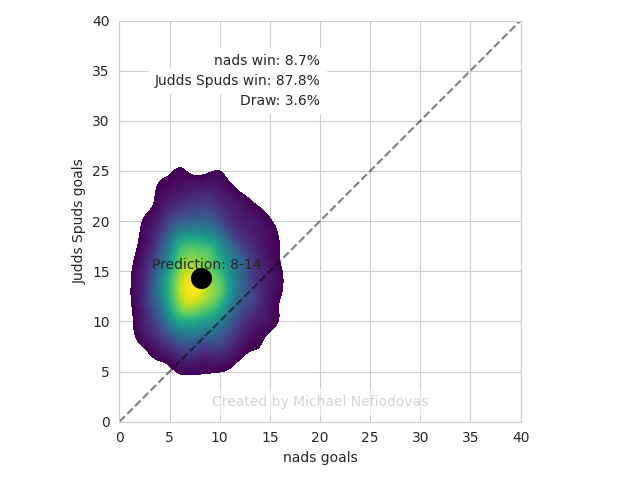 40
35
30
25
20
15
10
5
0
Judds Spuds goals
nads win: 8.7%
Judds Spuds win: 87.8%
Draw: 3.6%
Prediction: 8-14
Created by Michael Nefiodovas
0 5 10 15 20 25 30 35 40
nads goals